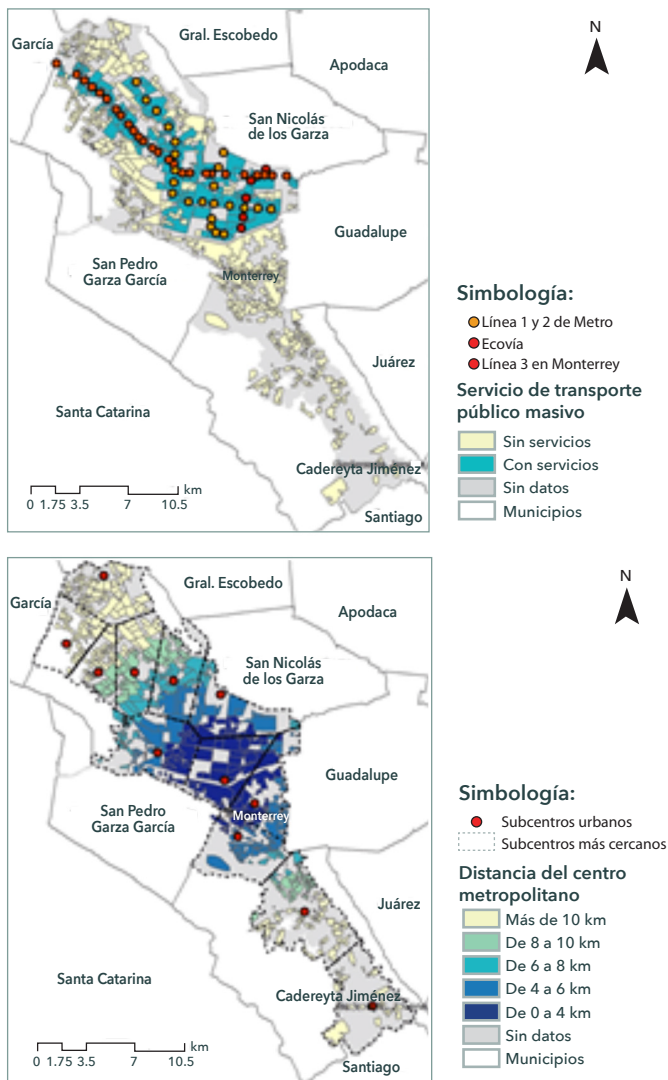 García
Gral. Escobedo
Apodaca
San Nicolás
de los Garza
Guadalupe
San Pedro
Garza García
Monterrey
Juárez
Santa Catarina
Cadereyta Jiménez
Santiago
km
0 1.75 3.5 7 10.5
N
Simbología:
Línea 1 y 2 de Metro
Ecovía
Línea 3 en Monterrey
Servicio de transporte
público masivo
Sin servicios
Con servicios
Sin datos
Municipios
García
Gral. Escobedo
Apodaca
San Nicolás
de los Garza
Guadalupe
San Pedro
Garza García
Monterrey
Juárez
Santa Catarina
Cadereyta Jiménez
Santiago
km
0 1.75 3.5 7 10.5
N
Simbología:
Subcentros urbanos
Subcentros más cercanos
Distancia del centro
metropolitano
Más de 10 km
De 8 a 10 km
De 6 a 8 km
De 4 a 6 km
De 0 a 4 km
Sin datos
Municipios